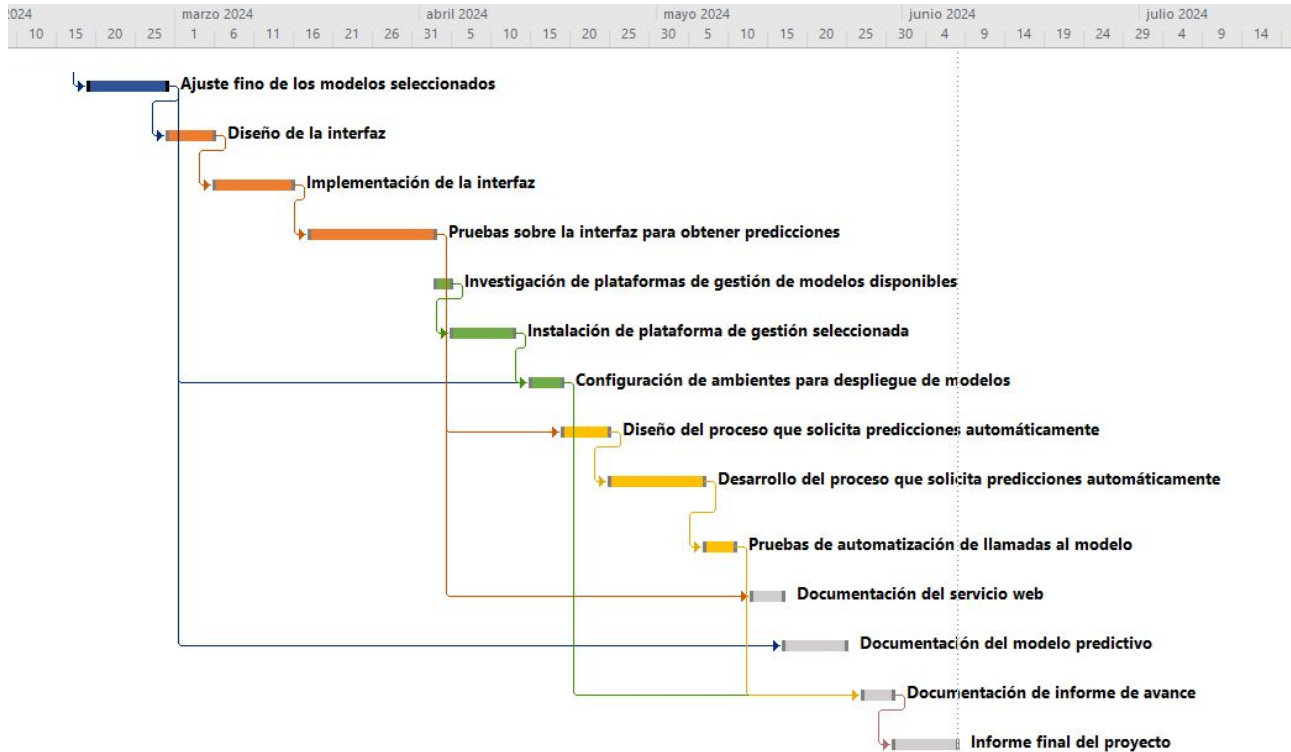 2024 marzo 2024 abril 2024 mayo 2024 junio 2024 julio 2024
10 15 20 25 1 6 11 16 21 26 31 5 10 15 20 25 30 5 10 15 20 25 30 4 9 14 19 24 29 4 9 14
Ajuste fino de los modelos seleccionados
Diseño de la interfaz
Implementación de la interfaz
Pruebas sobre la interfaz para obtener predicciones
Investigación de plataformas de gestión de modelos disponibles
Instalación de plataforma de gestión seleccionada
Configuración de ambientes para despliegue de modelos
Diseño del proceso que solicita predicciones automáticamente
Desarrollo del proceso que solicita predicciones automáticamente
Pruebas de automatización de llamadas al modelo
Documentación del servicio web
Documentación del modelo predictivo
Documentación de informe de avance
Informe final del proyecto